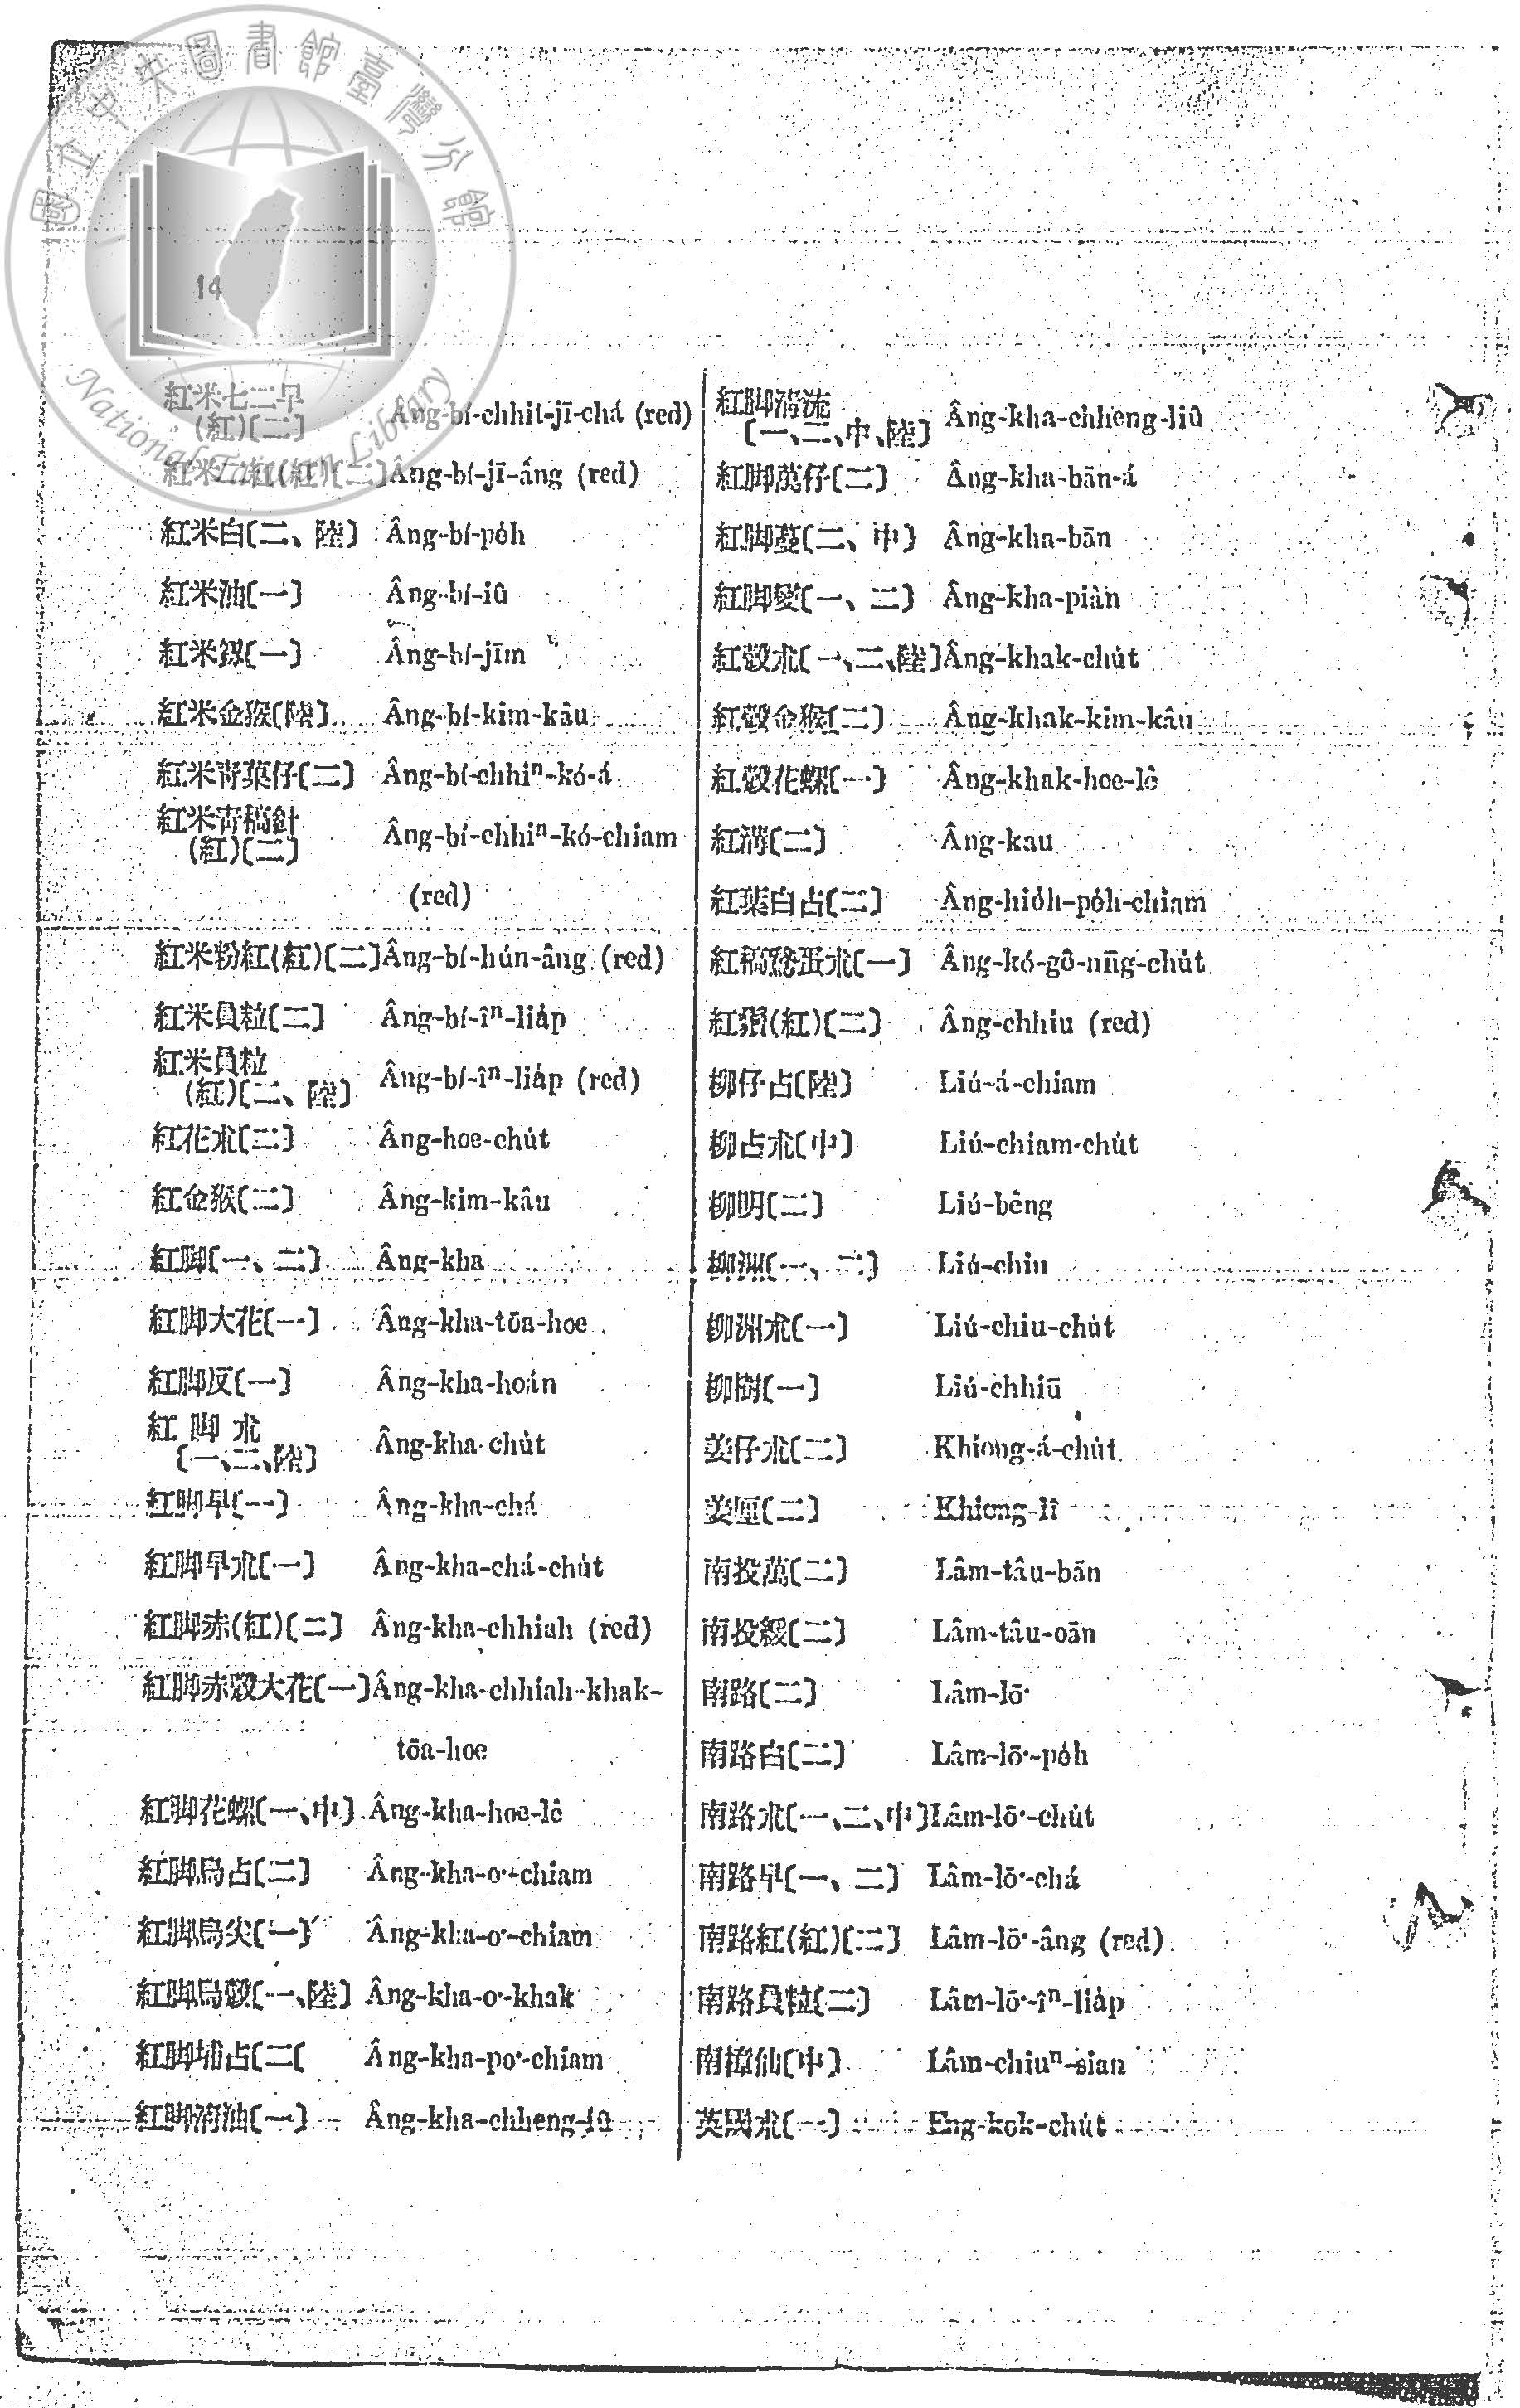 國立中央圖書館臺灣分館
National Taiwan Library
14
紅米七二早
(紅)〔二〕 Âng-bí-chhit-jī-chá (red)
紅米二紅(紅)〔二〕 Âng-bí-jī-âng (red)
紅米白〔二、陸〕 Âng-bí-pe̍h
紅米油〔一〕 Âng-bí-iû
紅米〔一〕 Âng-bí-jīm
紅米金猴〔陸〕 Âng-bí-kim-kâu
紅米靑菓仔〔二〕 Âng-bí-chhiⁿ-kó-á
紅米靑稿針
(紅)〔二〕 Âng-bí-chhiⁿ-kó-chiam
(red)
紅米粉紅(紅)〔二〕 Âng-bí-hún-âng (red)
紅米員粒〔二〕 Âng-bí-îⁿ-lia̍p
紅米員粒
(紅)〔二、陸〕 Âng-bí-îⁿ-lia̍p (red)
紅花朮〔二〕 Âng-hoe-chu̍t
紅金猴〔二〕 Âng-kim-kâu
紅脚〔一、二〕 Âng-kha
紅脚大花〔一〕 Âng-kha-tōa-hoe
紅脚反〔一〕 Âng-kha-hoán
紅脚朮
〔一、二、陸〕 Âng-kha-chu̍t
紅脚早〔一〕 Âng-kha-chá
紅脚早朮〔一〕 Âng-kha-chá-chu̍t
紅脚赤(紅)〔二〕 Âng-kha-chhiah (red)
紅脚赤殼大花〔一〕 Âng-kha-chhiah-khak-
tōa-hoe
紅脚花螺〔一、中〕 Âng-kha-hoe-lê
紅脚烏占〔二〕 Âng-kha-o·-chiam
紅脚烏尖〔一〕 Âng-kha-o·-chiam
紅脚烏殼〔一、陸〕 Âng-kha-o·-khak
紅脚埔占〔二〔 Âng-kha-po·-chiam
紅脚淸油〔一〕 Âng-kha-chheng-iû
紅脚淸流
〔一、二、中、陸〕 Âng-kha-chheng-liû
紅脚萬仔〔二〕 Âng-kha-bān-á
紅脚〔二、中〕 Âng-kha-bān
紅脚變〔一、二〕 Âng-kha-piàn
紅殼朮〔一、二、陸〕 Âng-khak-chu̍t
紅殼金猴〔二〕 Âng-khak-kim-kâu
紅殼花螺〔一〕 Âng-khak-hoe-lê
紅溝〔二〕 Âng-kau
紅葉白占〔二〕 Âng-hio̍h-pe̍h-chiam
紅稿鵞蛋朮〔一〕 Âng-kó-gô-nn̄g-chu̍t
紅鬚(紅)〔二〕 Âng-chhiu (red)
柳仔占〔陸〕 Liú-á-chiam
柳占朮〔中〕 Liú-chiam-chu̍t
柳明〔二〕 Liú-bêng
柳洲〔一、二〕 Liú-chiu
柳洲朮〔一〕 Liú-chiu-chu̍t
柳樹〔一〕 Liú-chhiū
姜仔朮〔二〕 Khiong-á-chu̍t
姜厘〔二〕 Khiong-lî
南投萬〔二〕 Lâm-tâu-bān
南投緩〔二〕 Lâm-tâu-oān
南路〔二〕 Lâm-lō·
南路白〔二〕 Lâm-lō·-pe̍h
南路朮〔一、二、中〕 Lâm-lō·-chu̍t
南路早〔一、二〕 Lâm-lō·-chá
南路紅(紅)〔二〕 Lâm-lō·-âng (red)
南路員粒〔二〕 Lâm-lō·-îⁿ-lia̍p
南樟仙〔中〕 Lâm-chiuⁿ-sian
英國朮〔一〕 Eng-kok-chu̍t